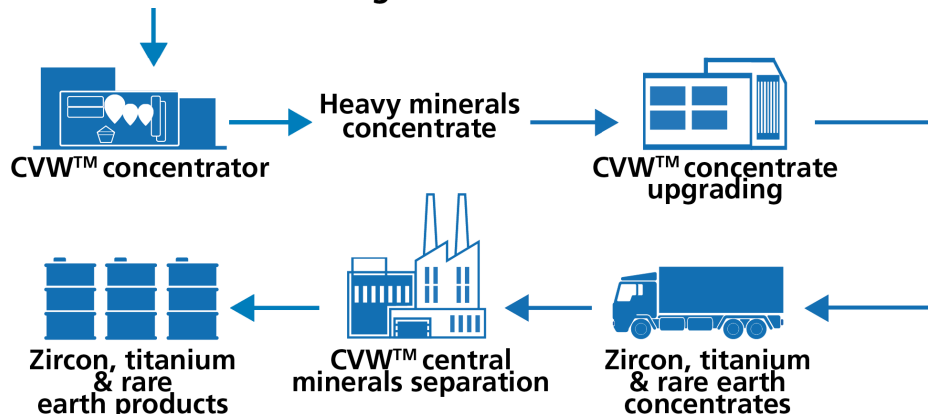 CVW™ concentrator
Heavy minerals
concentrate
CVW™ concentrate
upgrading
Zircon, titanium
& rare
earth products
CVW™ central
minerals separation
Zircon, titanium
& rare earth
concentrates